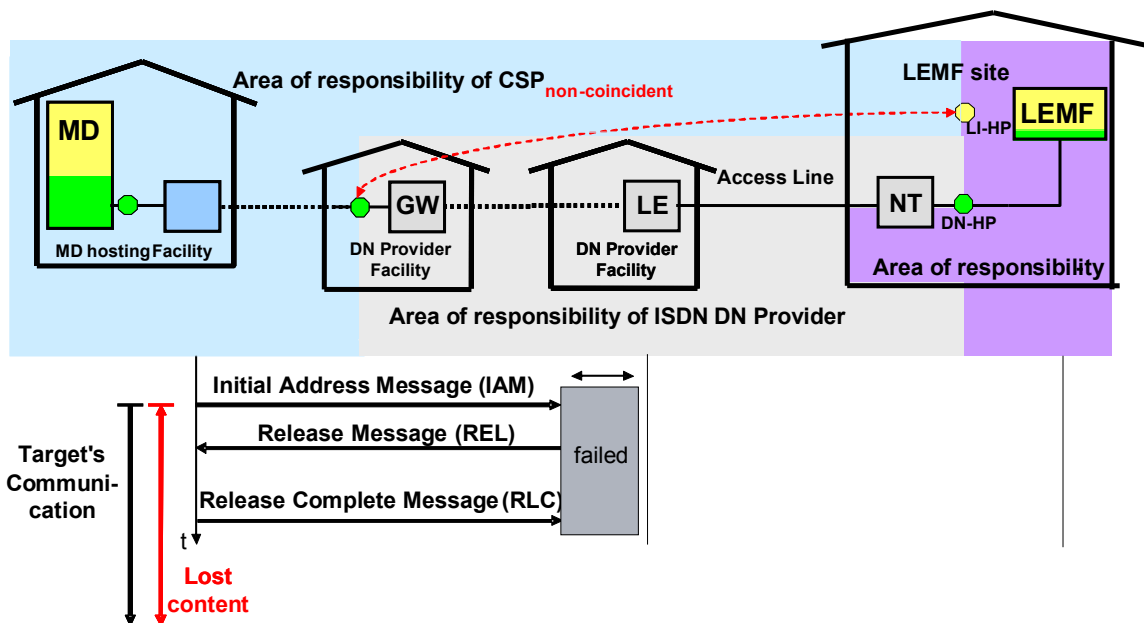 Area of responsibility of CSP non-coincident
LEMF site
MD
LEMF
LI-HP
GW
LE
Access Line
NT
DN-HP
MD hosting Facility
DN Provider
Facility
DN Provider
Facility
Area of responsibility
Area of responsibility of ISDN DN Provider
Initial Address Message (IAM)
Release Message (REL)
failed
Target's
Communi-
cation
Release Complete Message (RLC)
t
Lost
content